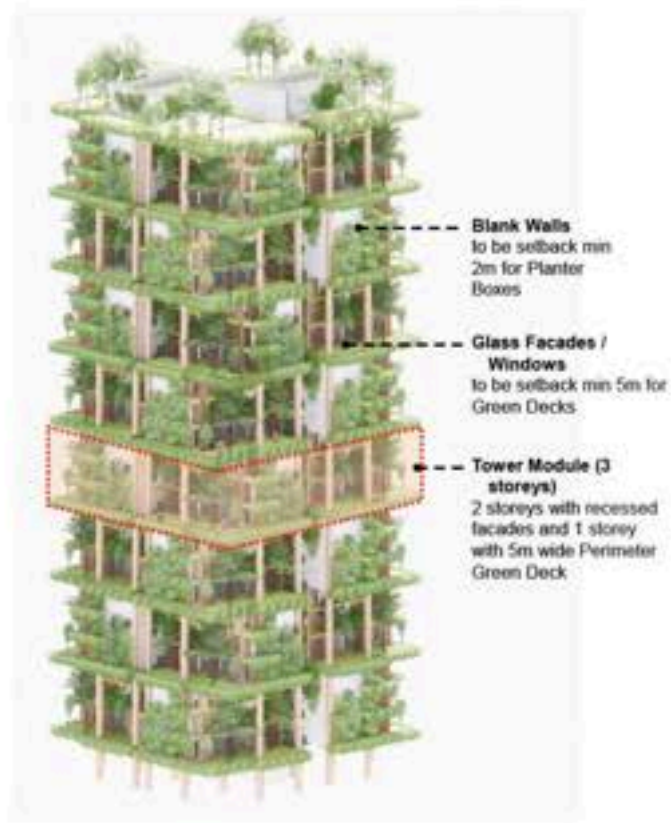 Blank Walls
to be setback min
2m for Planter
Boxes
Glass Facades /
Windows
to be setback min 5m for
Green Decks
Tower Module (3
storeys)
2 storeys with recessed
facades and 1 storey
with 5m wide Perimeter
Green Deck